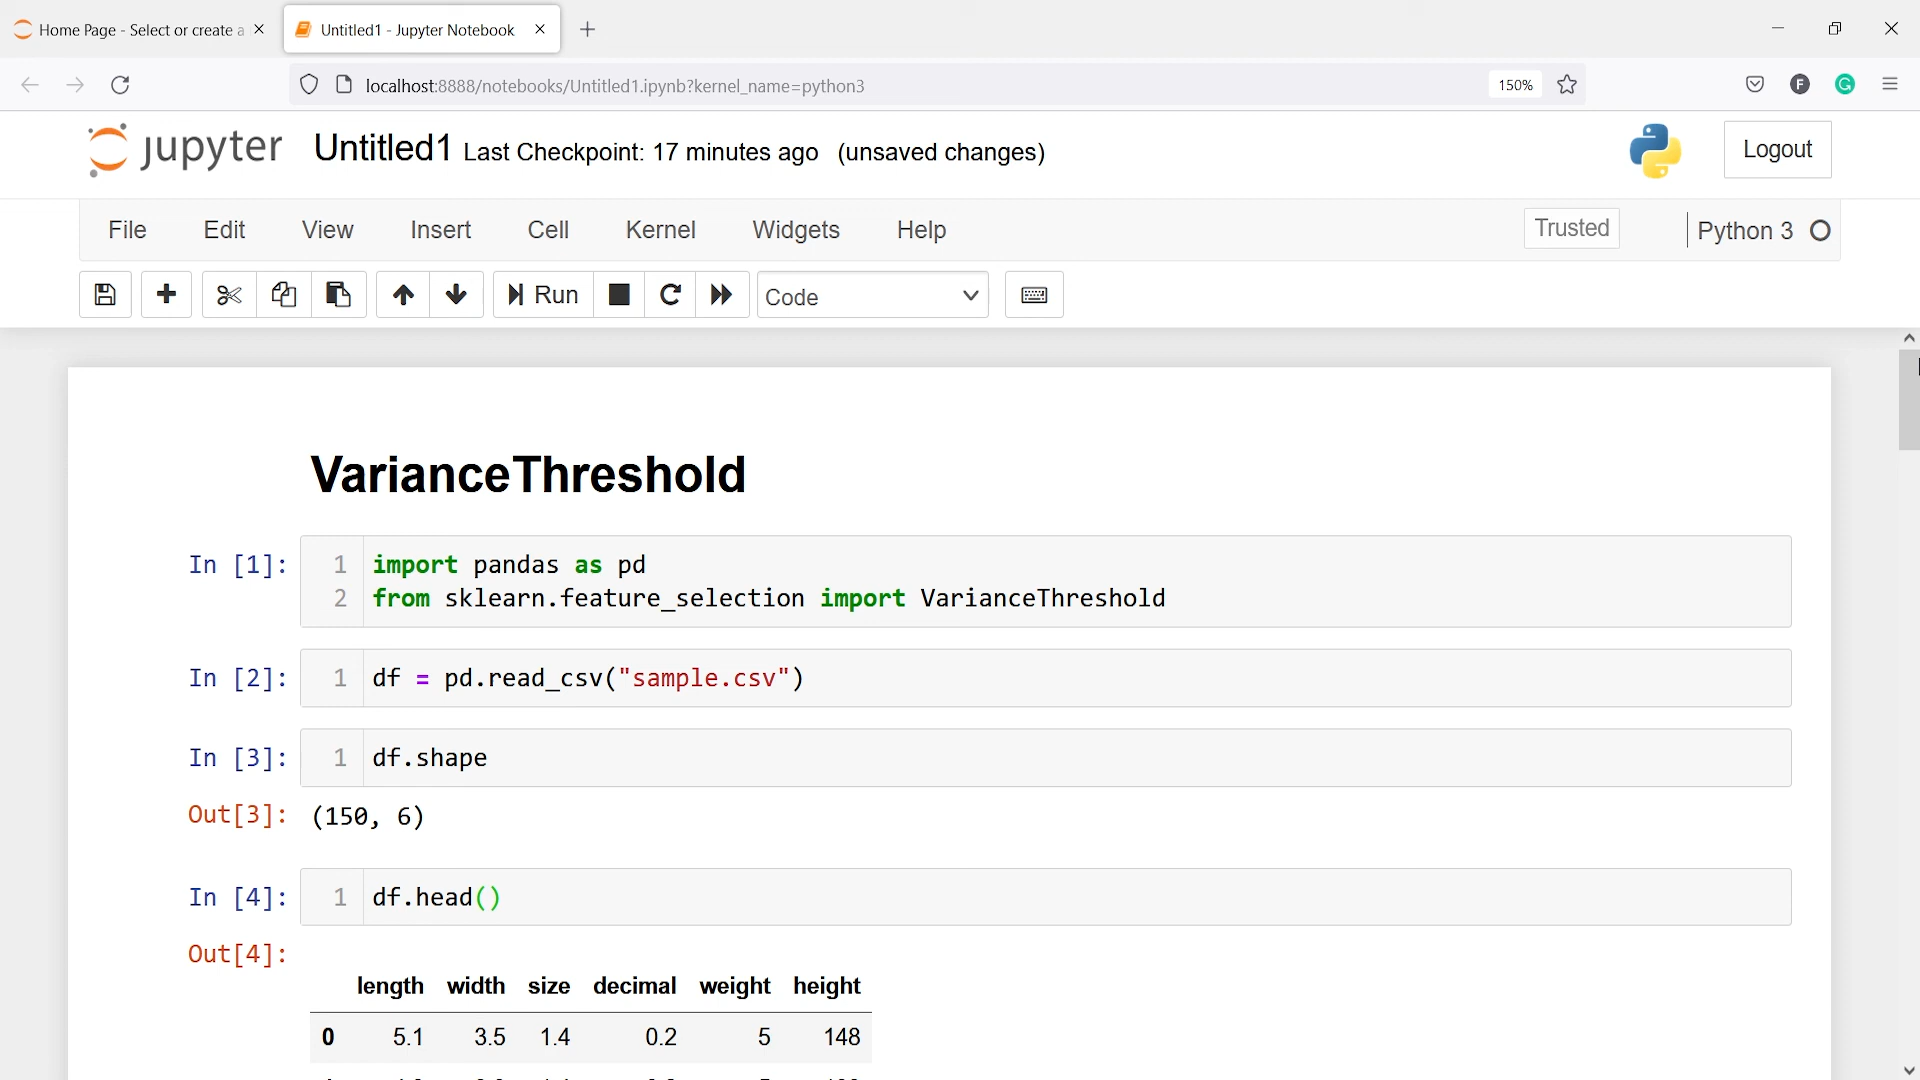 Home Page - Select or create a
Untitled1 - Jupyter Notebook
localhost:8888/notebooks/Untitled1.ipynb?kernel_name=python3
150%
F
G
jupyter Untitled1 Last Checkpoint: 17 minutes ago (unsaved changes)
Logout
File Edit View Insert Cell Kernel Widgets Help
Trusted
Python 3
Run
Code
VarianceThreshold
In [1]:
1 import pandas as pd
2 from sklearn.feature_selection import VarianceThreshold
In [2]:
1 df = pd.read_csv("sample.csv")
In [3]:
1 df.shape
Out[3]: (150, 6)
In [4]:
1 df.head()
Out[4]:
length width size decimal weight height
0 5.1 3.5 1.4 0.2 5 148